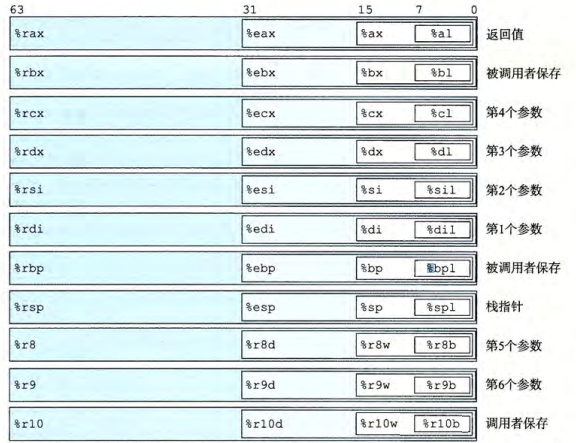 63 31 15 7 0
%rax %eax %ax %al 返回值
%rbx %ebx %bx %bl 被调用者保存
%rcx %ecx %cx %cl 第4个参数
%rdx %edx %dx %dl 第3个参数
%rsi %esi %si %sil 第2个参数
%rdi %edi %di %dil 第1个参数
%rbp %ebp %bp %bpl 被调用者保存
%rsp %esp %sp %spl 栈指针
%r8 %r8d %r8w %r8b 第5个参数
%r9 %r9d %r9w %r9b 第6个参数
%r10 %r10d %r10w %r10b 调用者保存